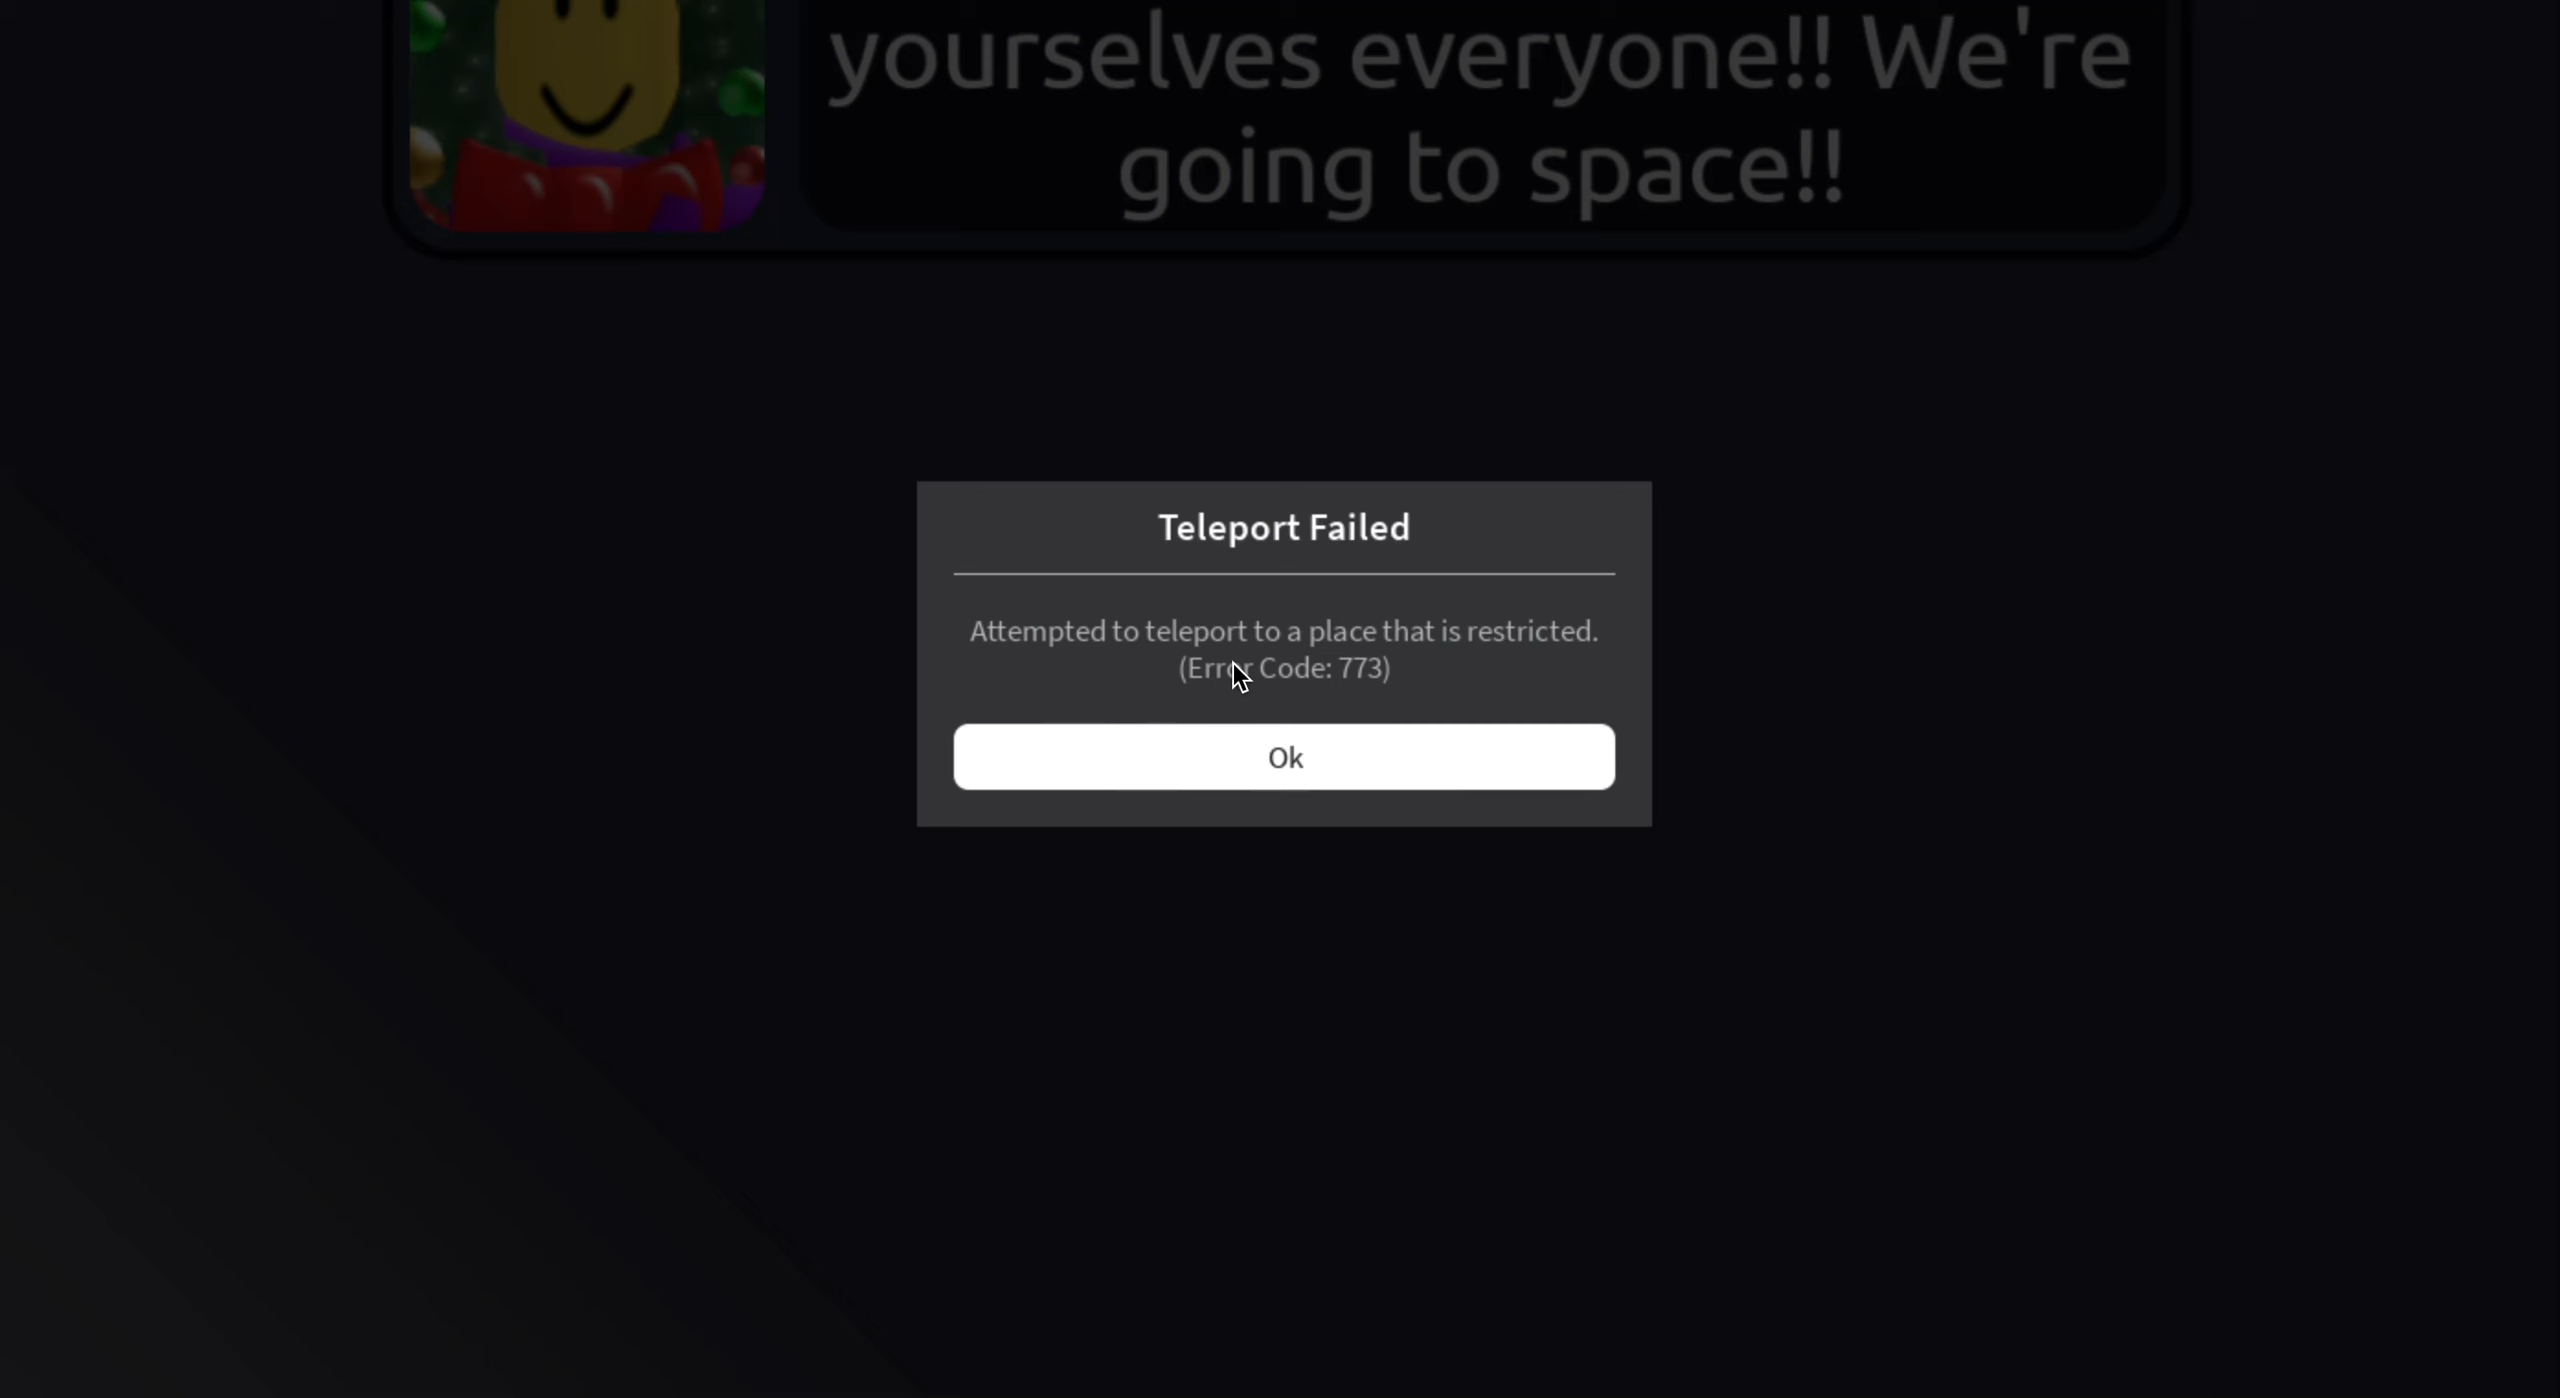 yourselves everyone!! We're
going to space!!
Teleport Failed
Attempted to teleport to a place that is restricted.
(Error Code: 773)
Ok